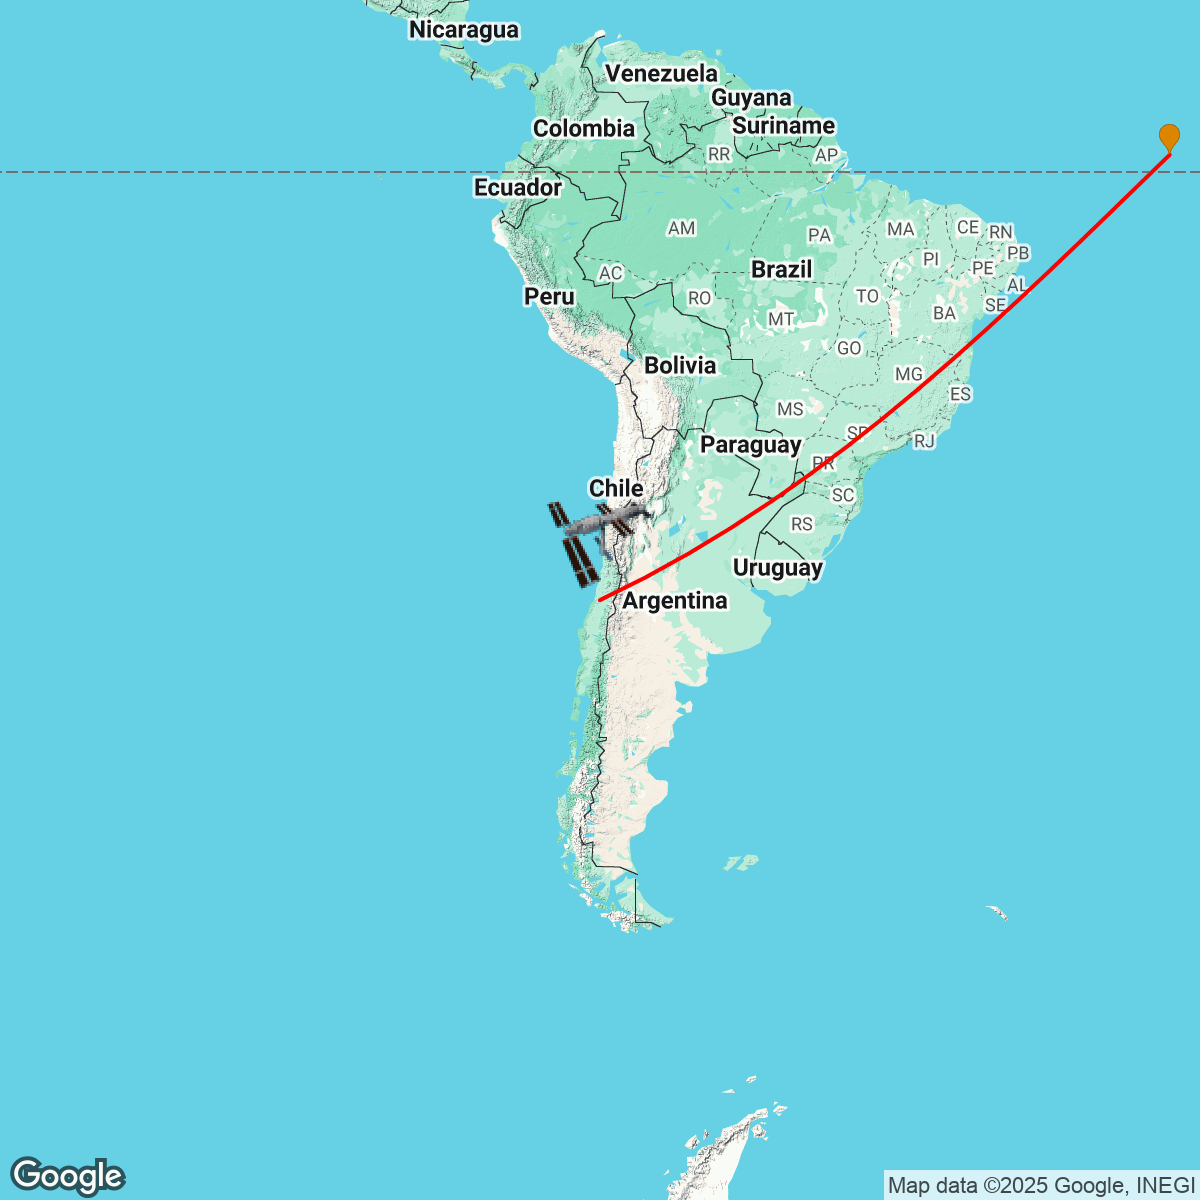 Nicaragua
Venezuela
Guyana
Suriname
Colombia
RR
AP
Ecuador
AM
PA
MA
CE
RN
PB
PI
PE
AC
Brazil
AL
Peru
RO
TO
SE
BA
MT
GO
Bolivia
MG
ES
MS
SP
RJ
Paraguay
PR
Chile
SC
RS
Uruguay
Argentina
Google
Map data ©2025 Google, INEGI